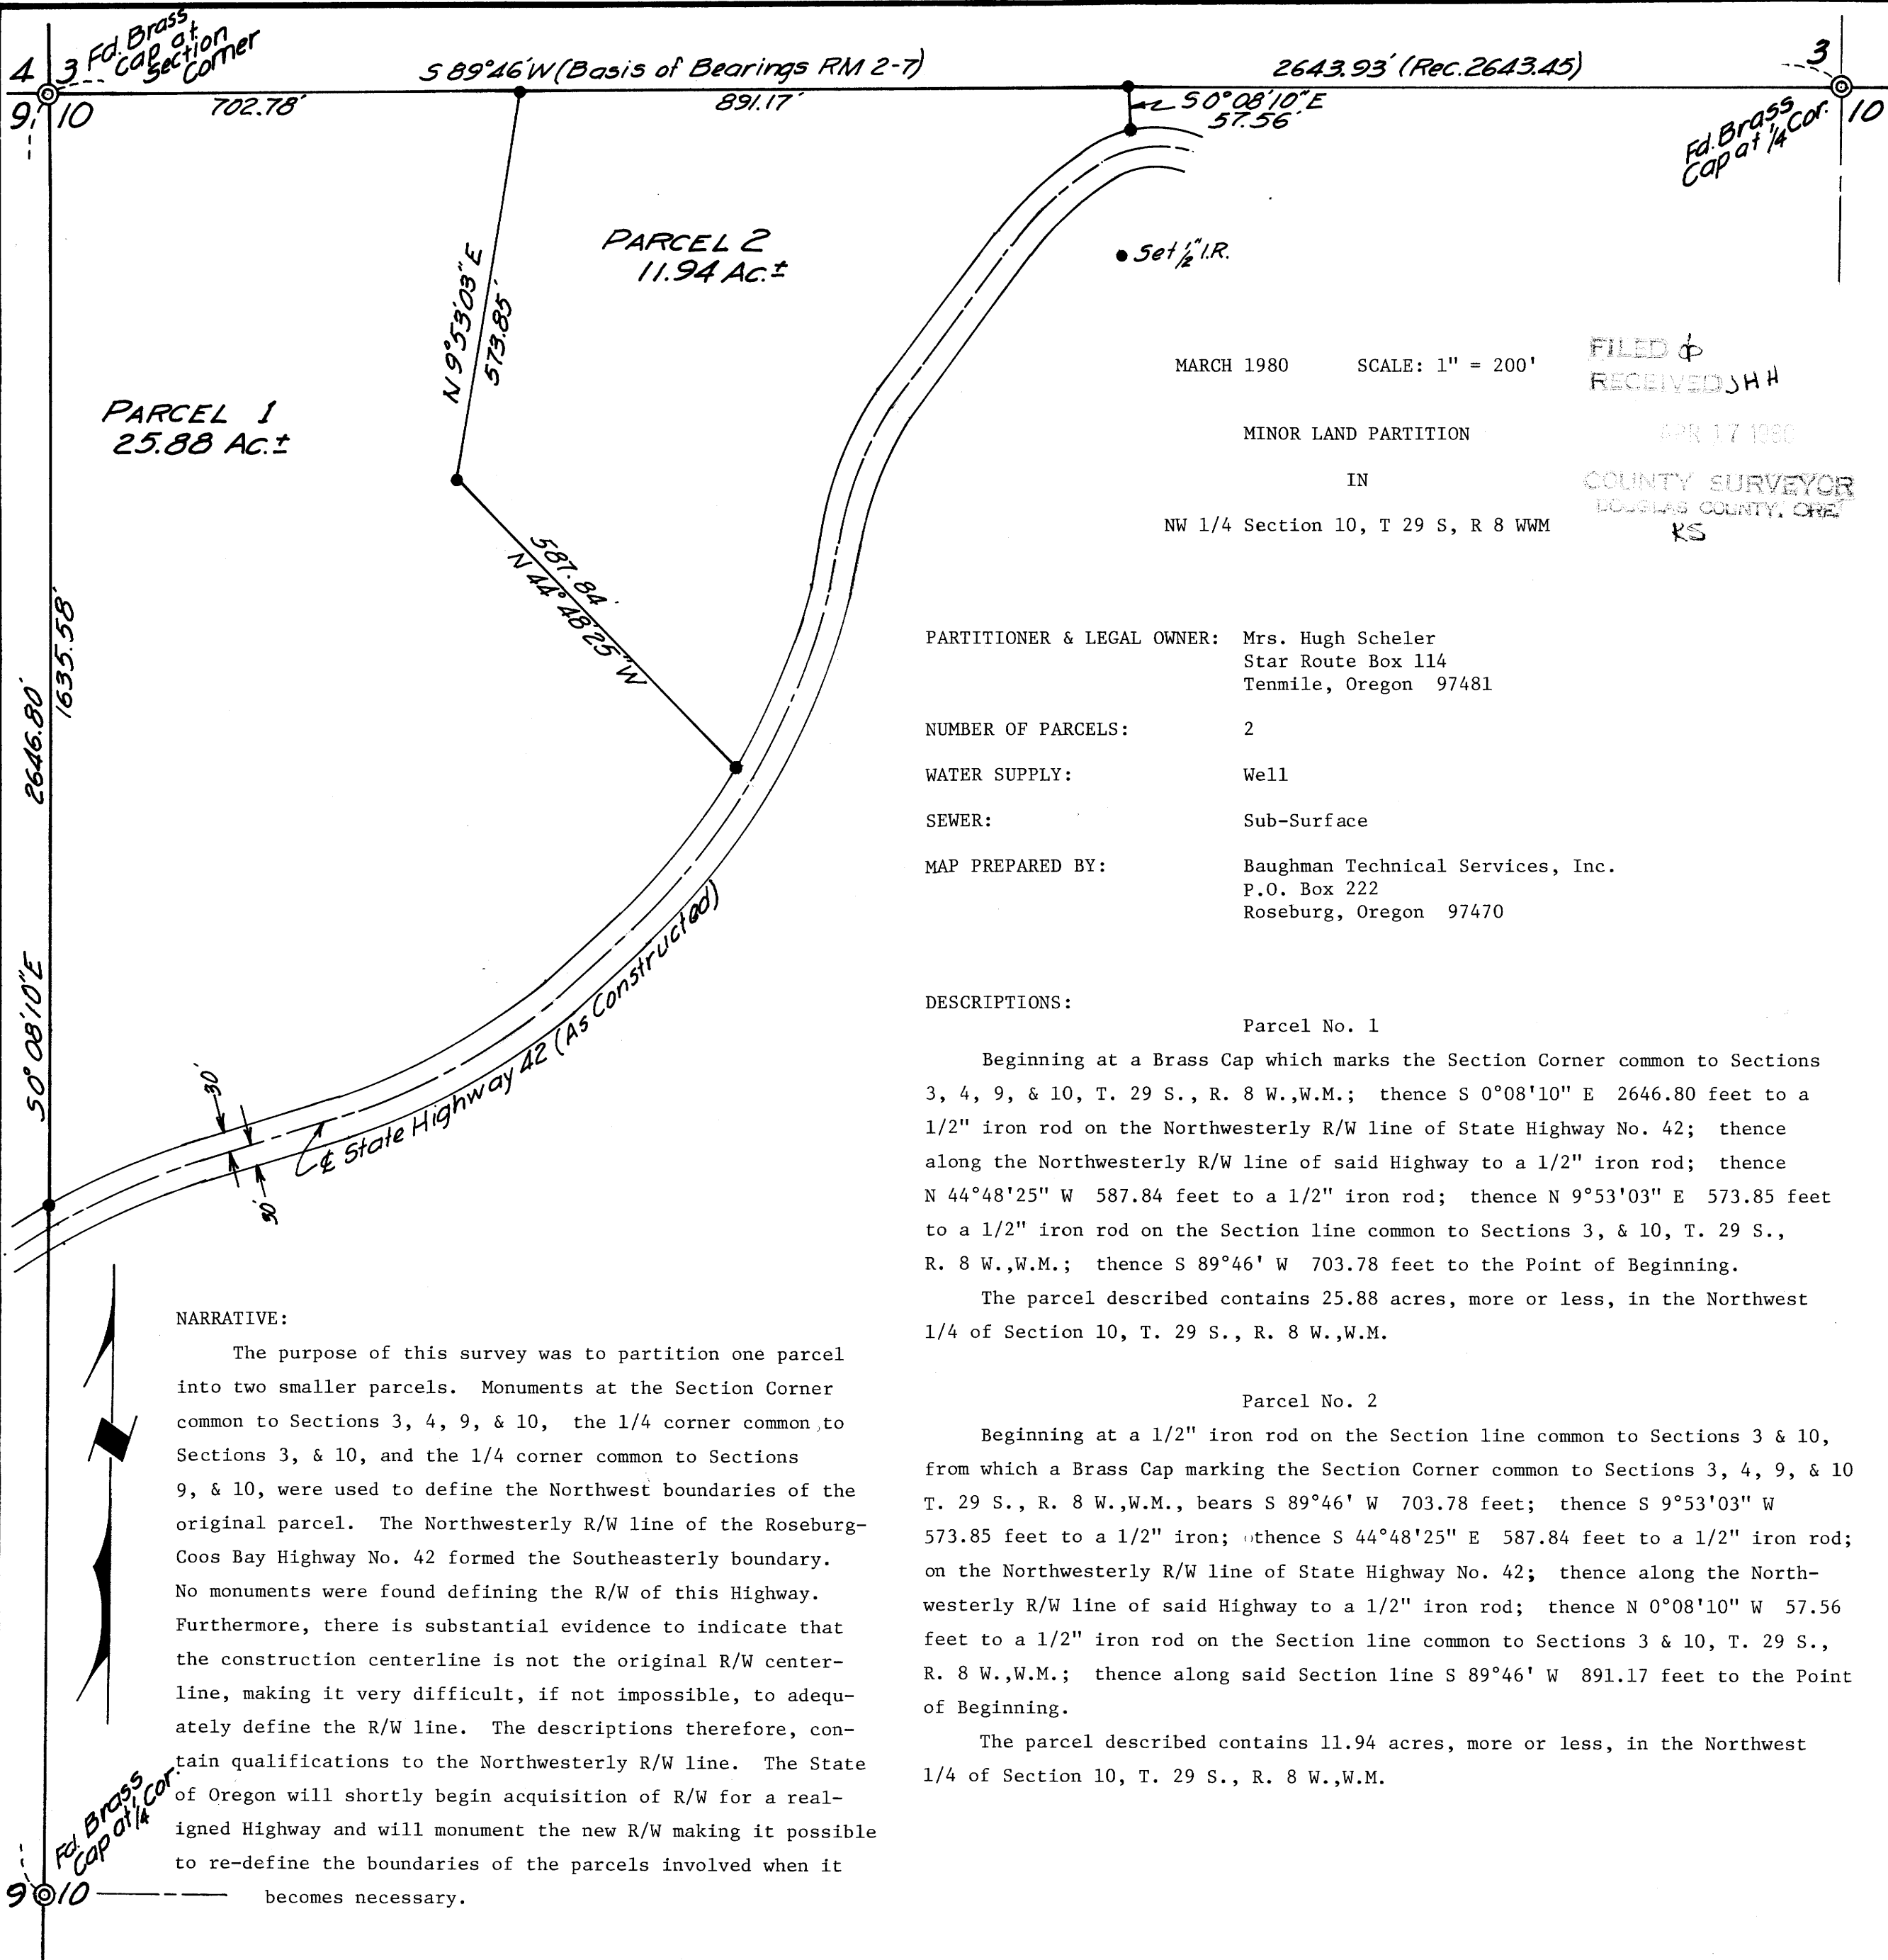 4 3 Fd. Brass
Cap at
Section
Corner
S 89°46' W (Basis of Bearings RM 2-7)
2643.93' (Rec. 2643.45)
3
9 10
702.78'
891.17'
S 0°08'10" E
57.56'
Fd. Brass
Cap at 1/4 Cor.
10
PARCEL 2
11.94 Ac.±
N 9°53'03" E
573.85'
Set 1/2" I.R.
PARCEL 1
25.88 Ac.±
587.84'
N 44°48'25" W
1635.58'
2646.80'
S 0° 08' 10" E
30'
30'
℄ State Highway 42 (As Constructed)
MARCH 1980 SCALE: 1" = 200'
FILED
RECEIVED JHH
APR 17 1980
COUNTY SURVEYOR
DOUGLAS COUNTY, ORE.
KS
MINOR LAND PARTITION
IN
NW 1/4 Section 10, T 29 S, R 8 WWM
PARTITIONER & LEGAL OWNER: Mrs. Hugh Scheler
Star Route Box 114
Tenmile, Oregon 97481
NUMBER OF PARCELS: 2
WATER SUPPLY: Well
SEWER: Sub-Surface
MAP PREPARED BY: Baughman Technical Services, Inc.
P.O. Box 222
Roseburg, Oregon 97470
DESCRIPTIONS:
Parcel No. 1
Beginning at a Brass Cap which marks the Section Corner common to Sections
3, 4, 9, & 10, T. 29 S., R. 8 W.,W.M.; thence S 0°08'10" E 2646.80 feet to a
1/2" iron rod on the Northwesterly R/W line of State Highway No. 42; thence
along the Northwesterly R/W line of said Highway to a 1/2" iron rod; thence
N 44°48'25" W 587.84 feet to a 1/2" iron rod; thence N 9°53'03" E 573.85 feet
to a 1/2" iron rod on the Section line common to Sections 3, & 10, T. 29 S.,
R. 8 W.,W.M.; thence S 89°46' W 703.78 feet to the Point of Beginning.
The parcel described contains 25.88 acres, more or less, in the Northwest
1/4 of Section 10, T. 29 S., R. 8 W.,W.M.
Parcel No. 2
Beginning at a 1/2" iron rod on the Section line common to Sections 3 & 10,
from which a Brass Cap marking the Section Corner common to Sections 3, 4, 9, & 10
T. 29 S., R. 8 W.,W.M., bears S 89°46' W 703.78 feet; thence S 9°53'03" W
573.85 feet to a 1/2" iron; thence S 44°48'25" E 587.84 feet to a 1/2" iron rod;
on the Northwesterly R/W line of State Highway No. 42; thence along the North-
westerly R/W line of said Highway to a 1/2" iron rod; thence N 0°08'10" W 57.56
feet to a 1/2" iron rod on the Section line common to Sections 3 & 10, T. 29 S.,
R. 8 W.,W.M.; thence along said Section line S 89°46' W 891.17 feet to the Point
of Beginning.
The parcel described contains 11.94 acres, more or less, in the Northwest
1/4 of Section 10, T. 29 S., R. 8 W.,W.M.
NARRATIVE:
The purpose of this survey was to partition one parcel
into two smaller parcels. Monuments at the Section Corner
common to Sections 3, 4, 9, & 10, the 1/4 corner common to
Sections 3, & 10, and the 1/4 corner common to Sections
9, & 10, were used to define the Northwest boundaries of the
original parcel. The Northwesterly R/W line of the Roseburg-
Coos Bay Highway No. 42 formed the Southeasterly boundary.
No monuments were found defining the R/W of this Highway.
Furthermore, there is substantial evidence to indicate that
the construction centerline is not the original R/W center-
line, making it very difficult, if not impossible, to adequ-
ately define the R/W line. The descriptions therefore, con-
tain qualifications to the Northwesterly R/W line. The State
of Oregon will shortly begin acquisition of R/W for a real-
igned Highway and will monument the new R/W making it possible
to re-define the boundaries of the parcels involved when it
becomes necessary.
N
Fd. Brass
Cap at 1/4 Cor.
9 10